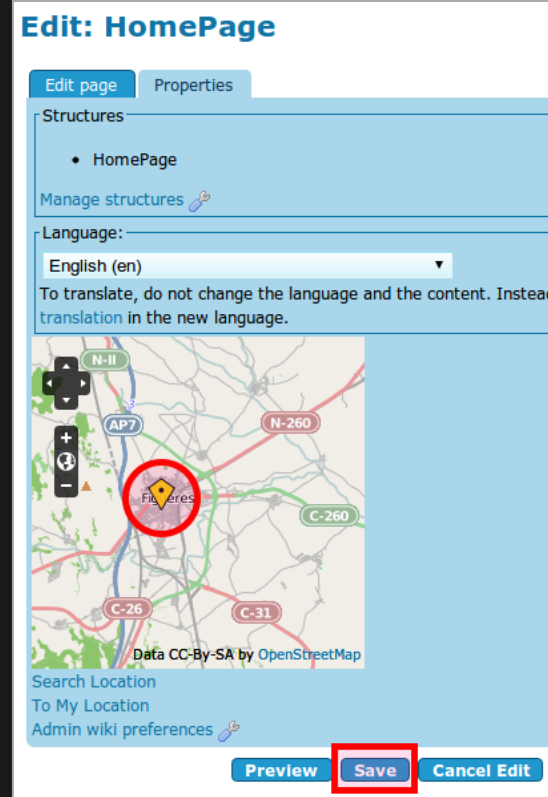 Edit: HomePage
Edit page Properties
Structures
• HomePage
Manage structures
Language:
English (en)
To translate, do not change the language and the content. Instead
translation in the new language.
N-II
3
AP7
N-260
Figueres
C-260
C-26
C-31
Data CC-By-SA by OpenStreetMap
Search Location
To My Location
Admin wiki preferences
Preview Save Cancel Edit